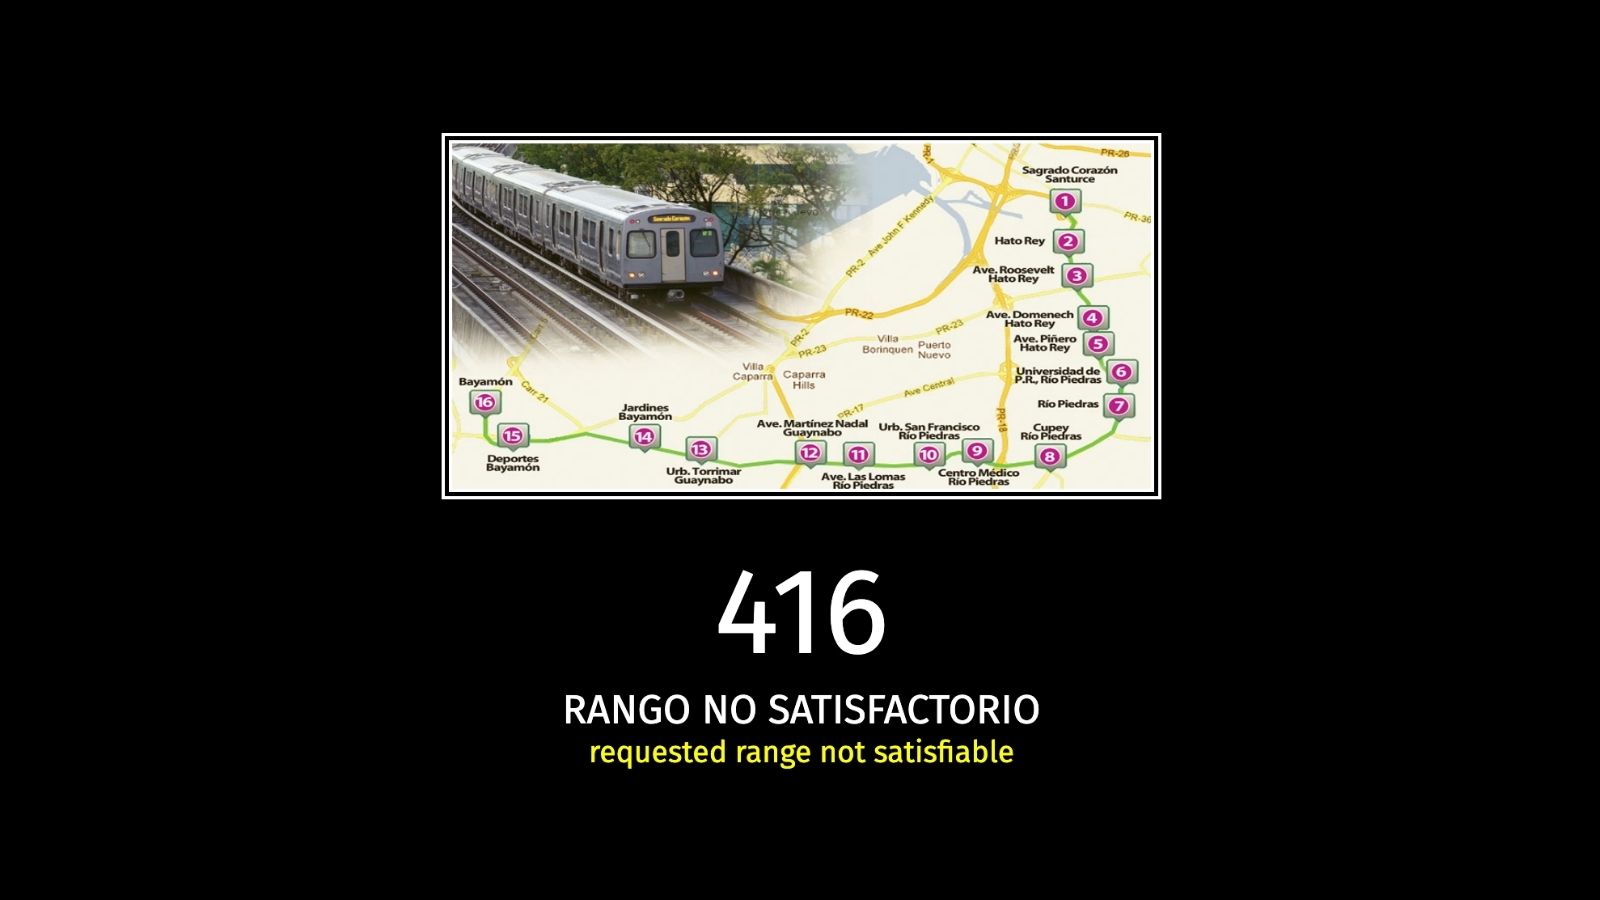 Sagrado Corazón
PR-1
PR-26
Sagrado Corazón
Santurce
1
PR-36
Ave John F Kennedy
PR-2
Hato Rey
2
Ave. Roosevelt
Hato Rey
3
PR-22
Ave. Domenech
Hato Rey
4
PR-2
PR-23
PR-23
Villa
Borinquen
Puerto
Nuevo
Ave. Piñero
Hato Rey
5
Villa
Caparra
Caparra
Hills
Universidad de
P.R., Río Piedras
6
Bayamón
16
Carr 21
Ave Central
PR-17
PR-18
Río Piedras
7
Jardines
Bayamón
14
Ave. Martínez Nadal
Guaynabo
12
Urb. San Francisco
Río Piedras
10
9
Cupey
Río Piedras
8
15
Deportes
Bayamón
13
Urb. Torrimar
Guaynabo
11
Ave. Las Lomas
Río Piedras
Centro Médico
Río Piedras
416
RANGO NO SATISFACTORIO
requested range not satisfiable